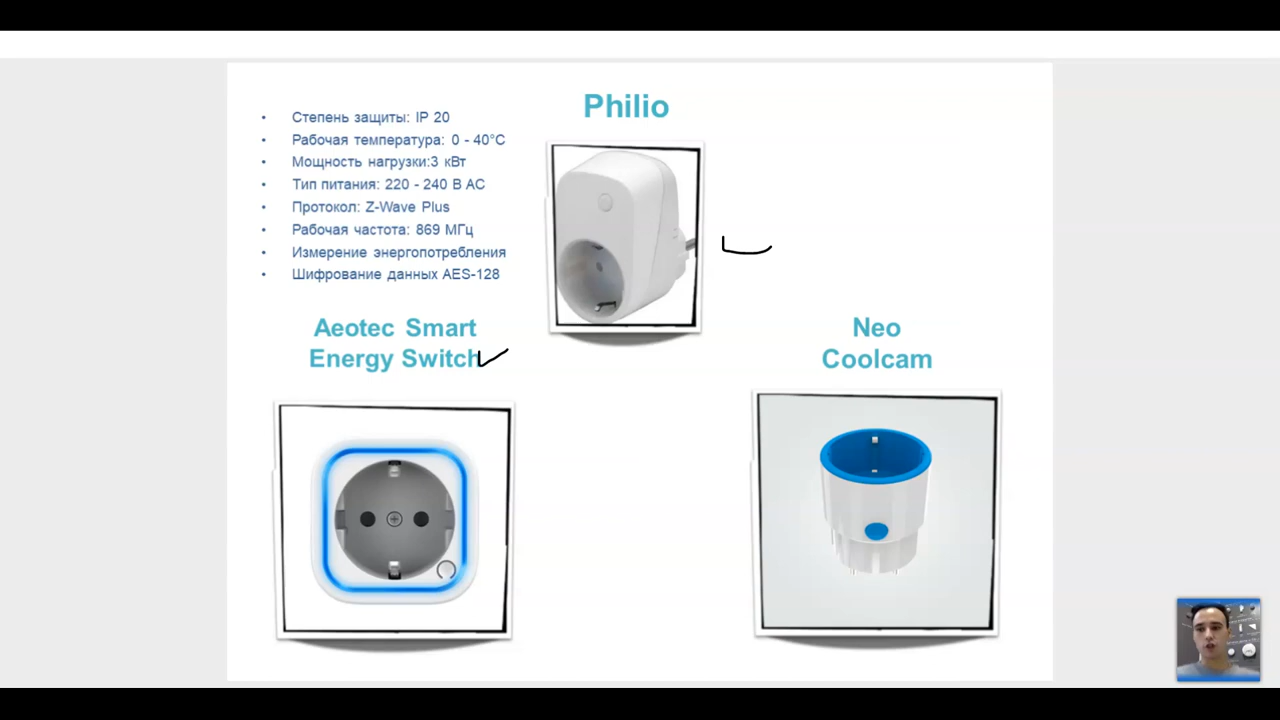 Philio
Степень защиты: IP 20
Рабочая температура: 0 - 40°C
Мощность нагрузки:3 кВт
Тип питания: 220 - 240 В AC
Протокол: Z-Wave Plus
Рабочая частота: 869 МГц
Измерение энергопотребления
Шифрование данных AES-128
Aeotec Smart
Energy Switch
Neo
Coolcam